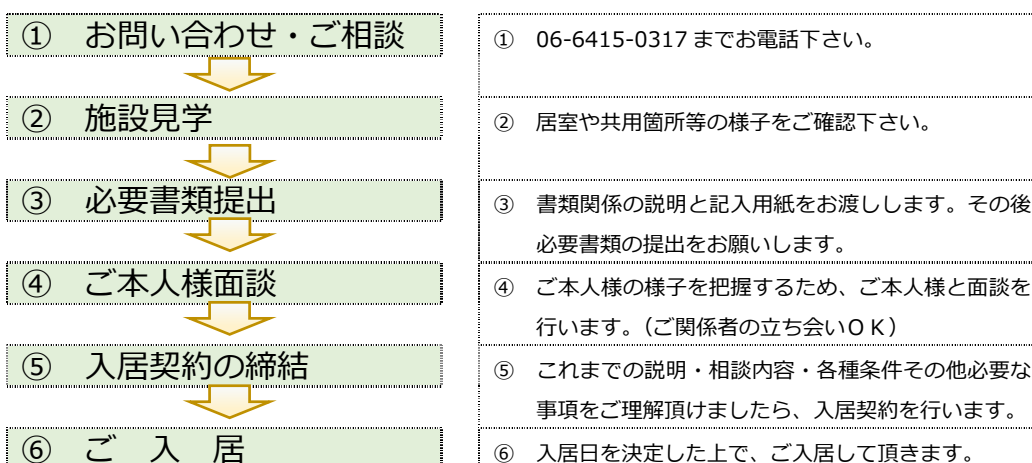 ① お問い合わせ・ご相談
② 施設見学
③ 必要書類提出
④ ご本人様面談
⑤ 入居契約の締結
⑥ ご 入 居
① 06-6415-0317 までお電話下さい。
② 居室や共用箇所等の様子をご確認下さい。
③ 書類関係の説明と記入用紙をお渡しします。その後
必要書類の提出をお願いします。
④ ご本人様の様子を把握するため、ご本人様と面談を
行います。（ご関係者の立ち会いＯＫ）
⑤ これまでの説明・相談内容・各種条件その他必要な
事項をご理解頂けましたら、入居契約を行います。
⑥ 入居日を決定した上で、ご入居して頂きます。